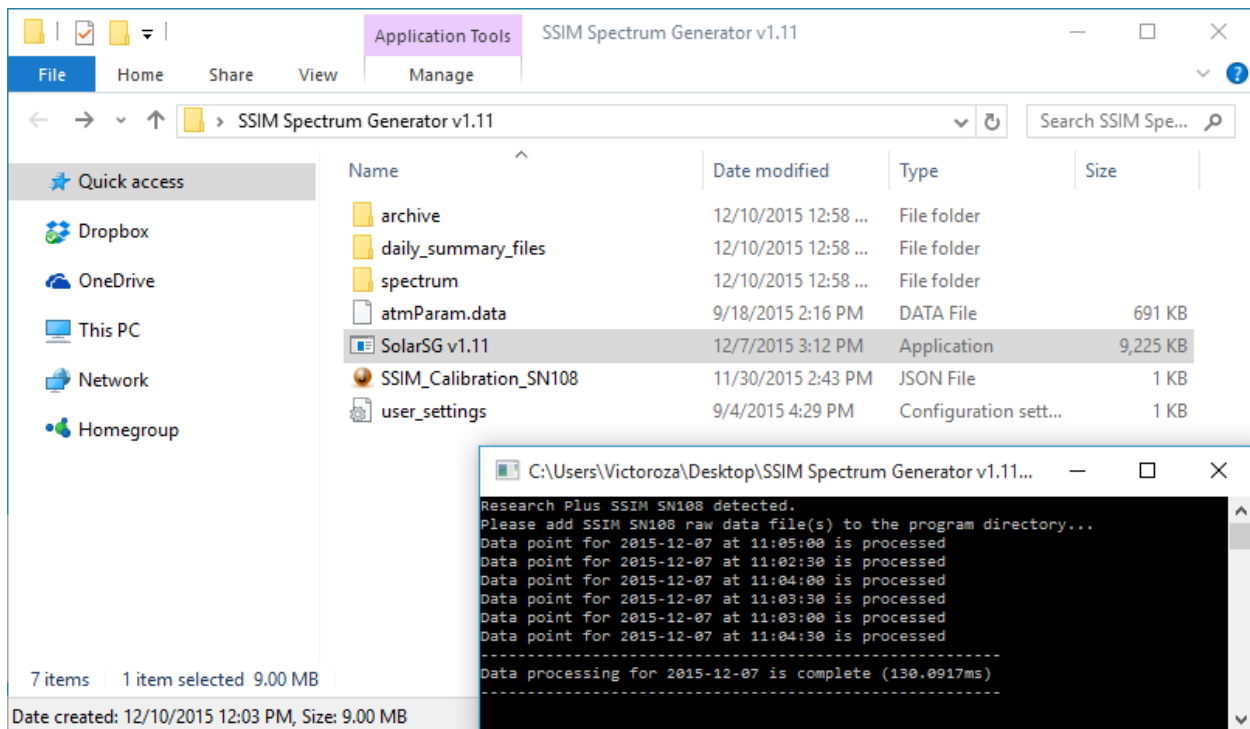 Application Tools SSIM Spectrum Generator v1.11
File Home Share View Manage
SSIM Spectrum Generator v1.11 Search SSIM Spe...
Quick access
Dropbox
OneDrive
This PC
Network
Homegroup
Name Date modified Type Size
archive 12/10/2015 12:58 ... File folder
daily_summary_files 12/10/2015 12:58 ... File folder
spectrum 12/10/2015 12:58 ... File folder
atmParam.data 9/18/2015 2:16 PM DATA File 691 KB
SolarSG v1.11 12/7/2015 3:12 PM Application 9,225 KB
SSIM_Calibration_SN108 11/30/2015 2:43 PM JSON File 1 KB
user_settings 9/4/2015 4:29 PM Configuration sett... 1 KB
C:\Users\Victoroza\Desktop\SSIM Spectrum Generator v1.11...
Research Plus SSIM SN108 detected.
Please add SSIM SN108 raw data file(s) to the program directory...
Data point for 2015-12-07 at 11:05:00 is processed
Data point for 2015-12-07 at 11:02:30 is processed
Data point for 2015-12-07 at 11:04:00 is processed
Data point for 2015-12-07 at 11:03:30 is processed
Data point for 2015-12-07 at 11:03:00 is processed
Data point for 2015-12-07 at 11:04:30 is processed
---------------------------------------------------------
Data processing for 2015-12-07 is complete (130.0917ms)
---------------------------------------------------------
7 items 1 item selected 9.00 MB
Date created: 12/10/2015 12:03 PM, Size: 9.00 MB